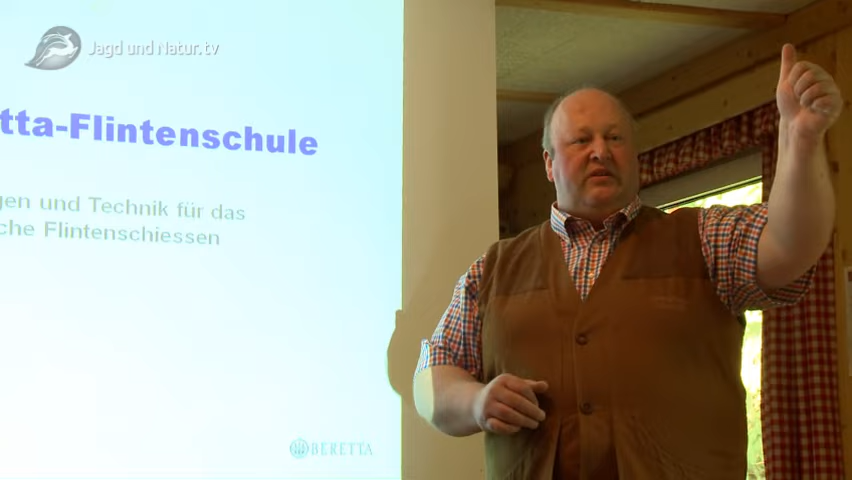 Jagd und Natur.tv
tta-Flintenschule
gen und Technik für das
che Flintenschiessen
BERETTA